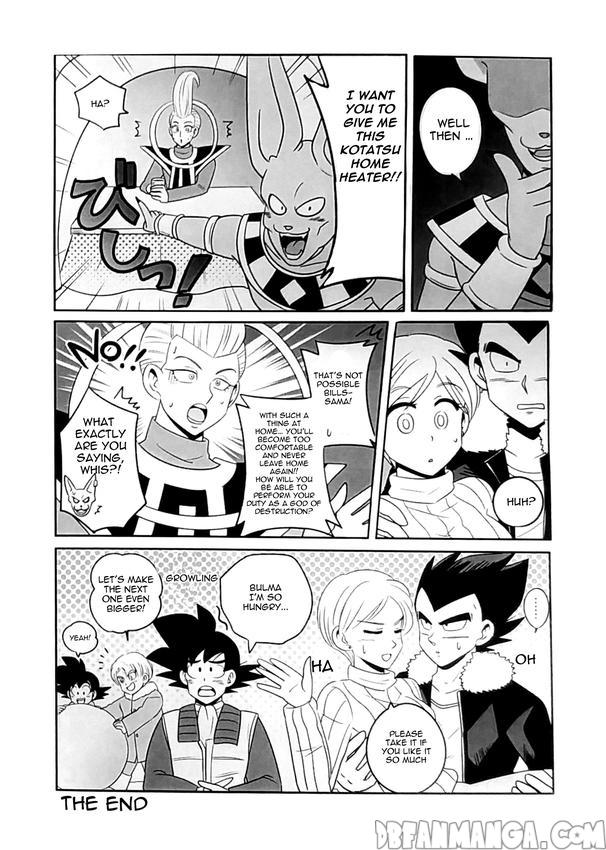 WELL
THEN ...
I WANT
YOU TO
GIVE ME
THIS
KOTATSU
HOME
HEATER!!
HA?
びしっ!
HUH?
THAT'S NOT
POSSIBLE
BILLS-
SAMA!
WITH SUCH A
THING AT
HOME... YOU'LL
BECOME TOO
COMFORTABLE
AND NEVER
LEAVE HOME
AGAIN!!
HOW WILL YOU
BE ABLE TO
PERFORM YOUR
DUTY AS A GOD OF
DESTRUCTION?
NO!!
WHAT
EXACTLY
ARE YOU
SAYING,
WHIS?!
......
OH
HA
PLEASE
TAKE IT IF
YOU LIKE IT
SO MUCH
BULMA
I'M SO
HUNGRY...
GROWLING
LET'S MAKE
THE NEXT
ONE EVEN
BIGGER!
YEAH!
THE END
DBFANMANGA.COM